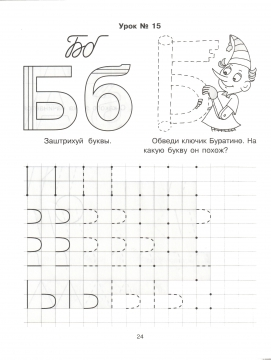 Урок № 15
Бб
Бб
Заштрихуй буквы.
Обведи ключик Буратино. На
какую букву он похож?
24